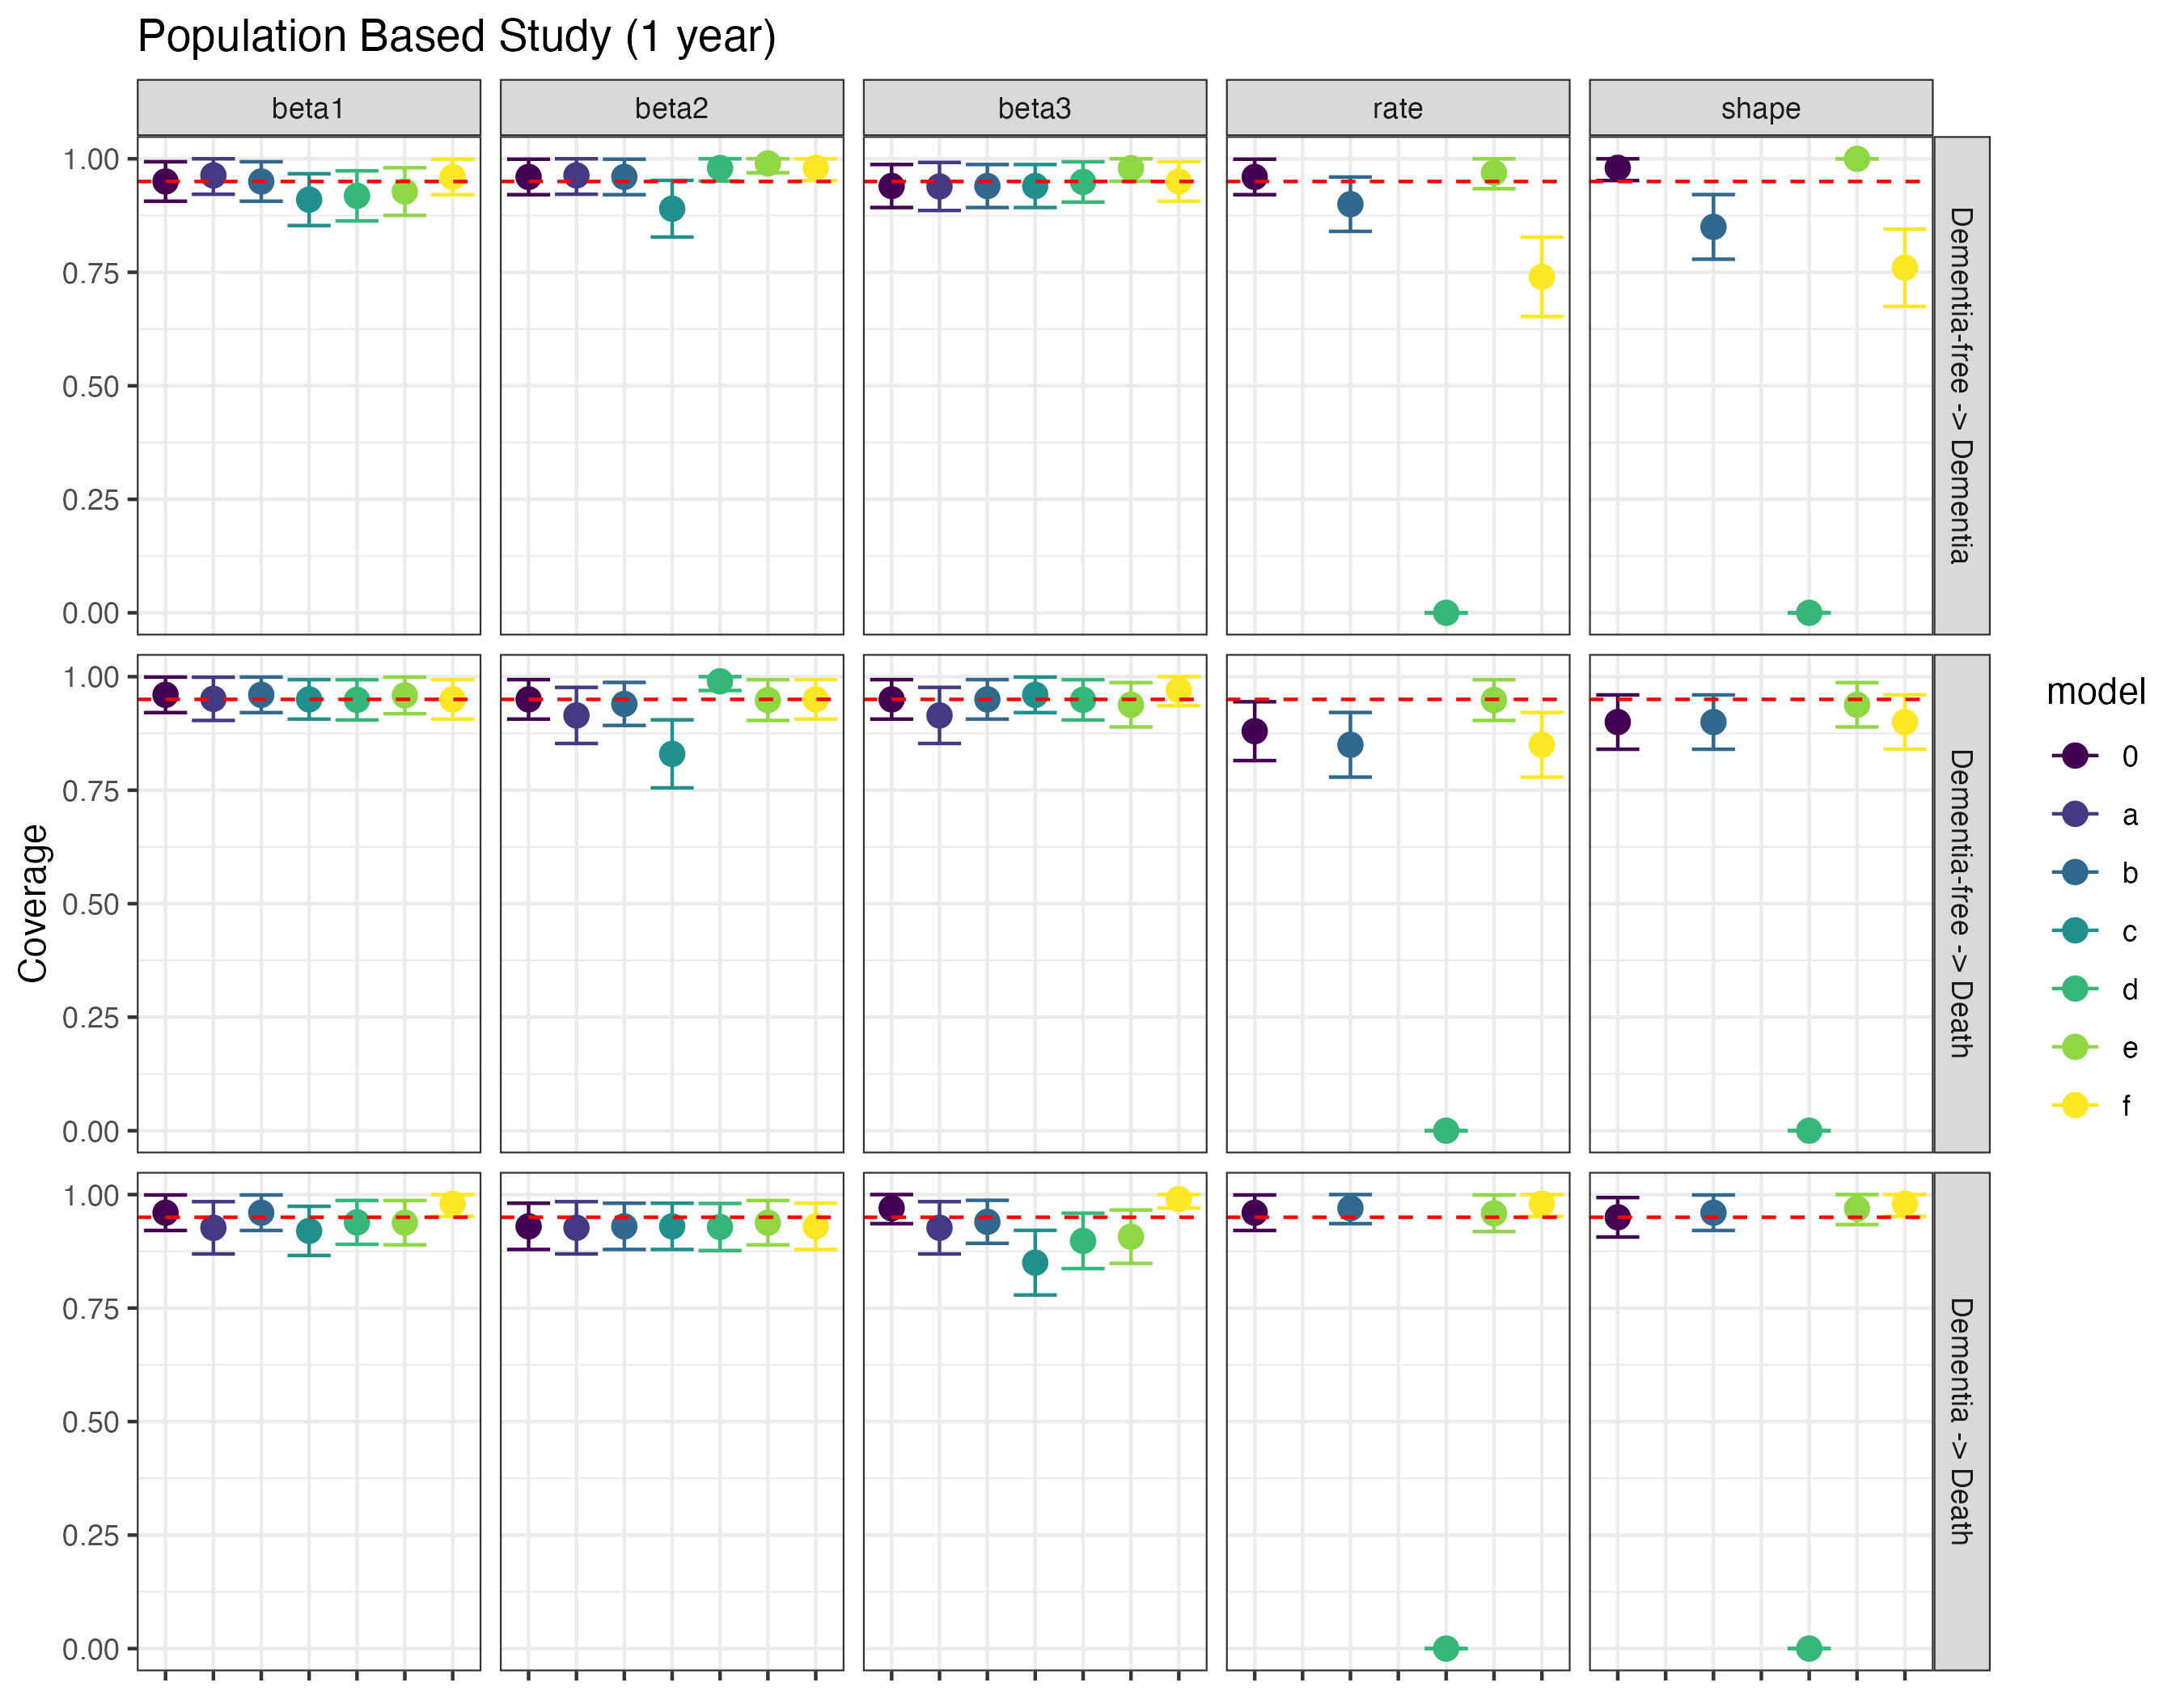 Population Based Study (1 year)
beta1
beta2
beta3
rate
shape
1.00
0.75
0.50
0.25
0.00
Dementia-free -> Dementia
1.00
0.75
0.50
0.25
0.00
Dementia-free -> Death
1.00
0.75
0.50
0.25
0.00
Dementia -> Death
Coverage
model
0
a
b
c
d
e
f